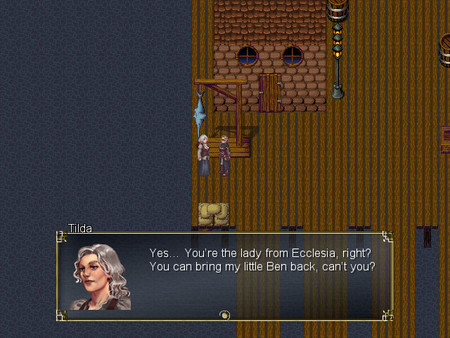 Tilda
Yes... You're the lady from Ecclesia, right?
You can bring my little Ben back, can't you?